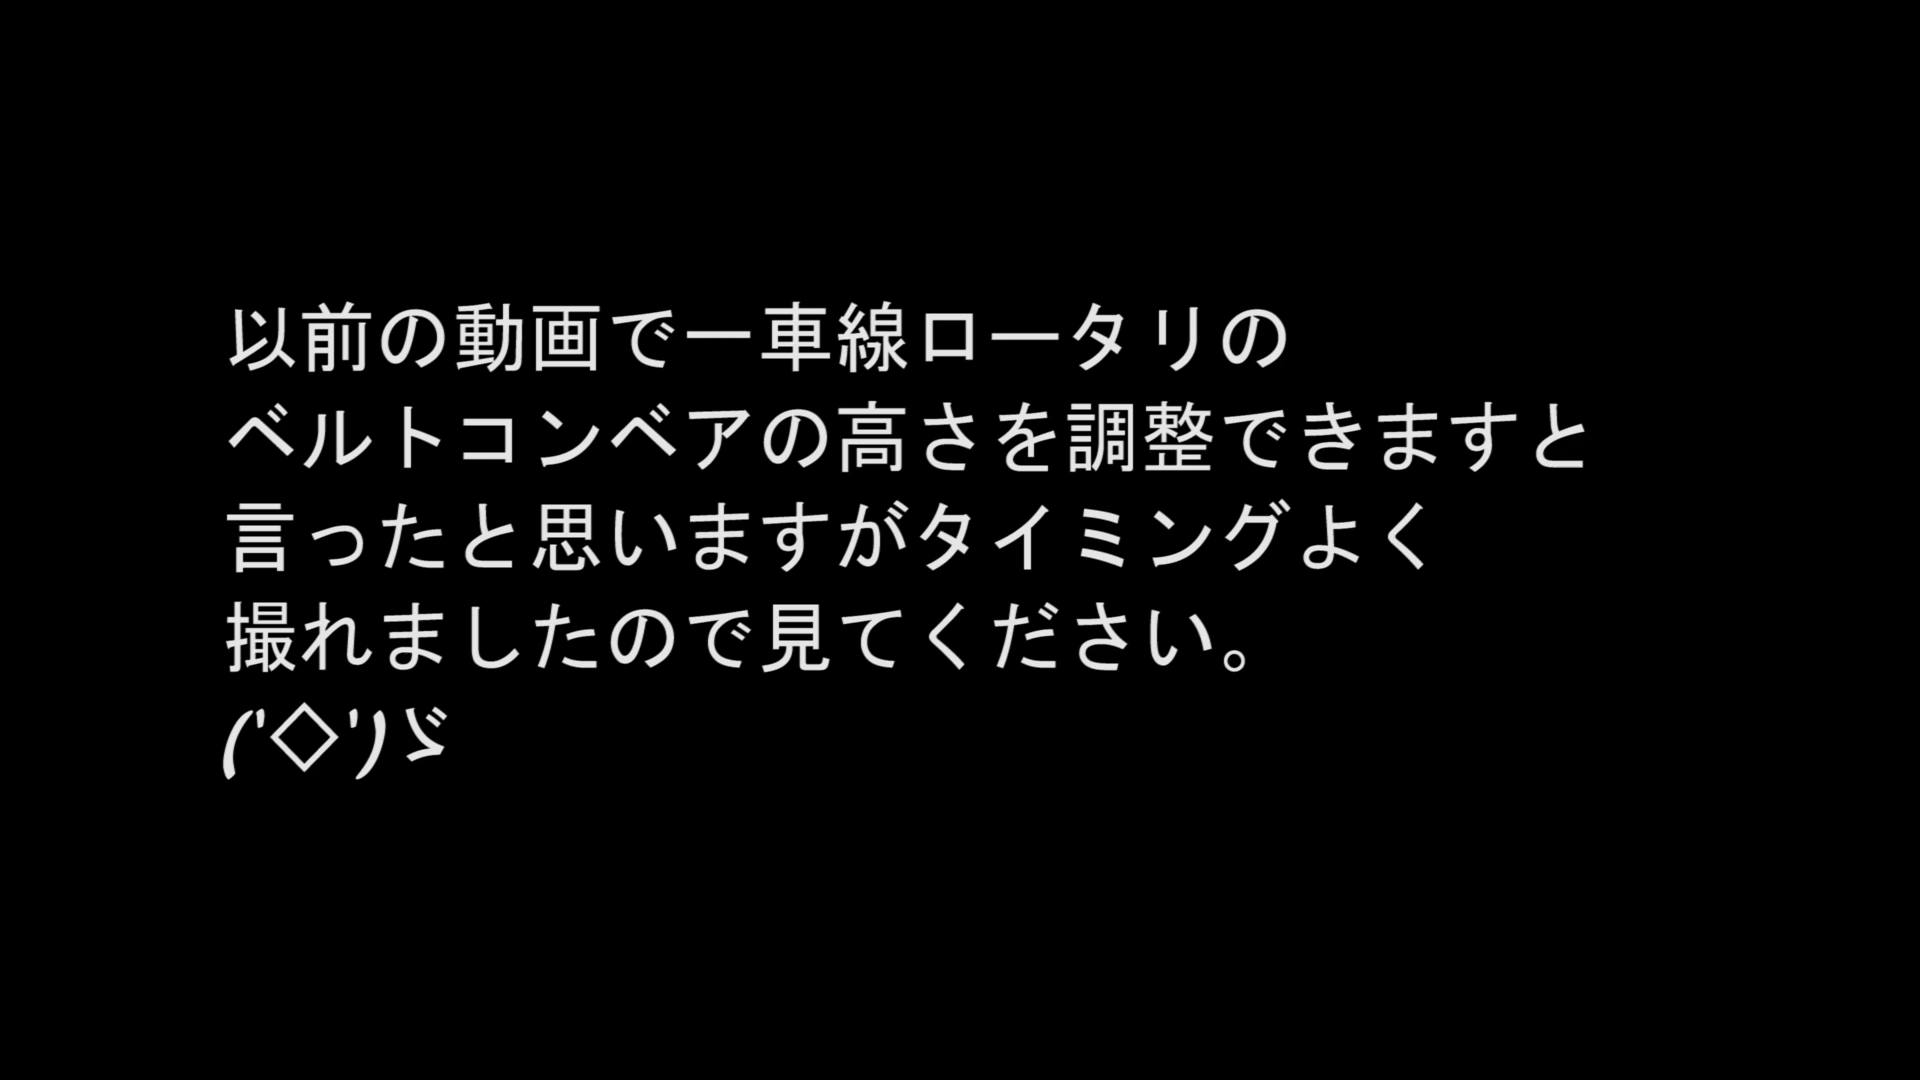 以前の動画で一車線ロータリの
ベルトコンベアの高さを調整できますと
言ったと思いますがタイミングよく
撮れましたので見てください。
('◇')ゞ